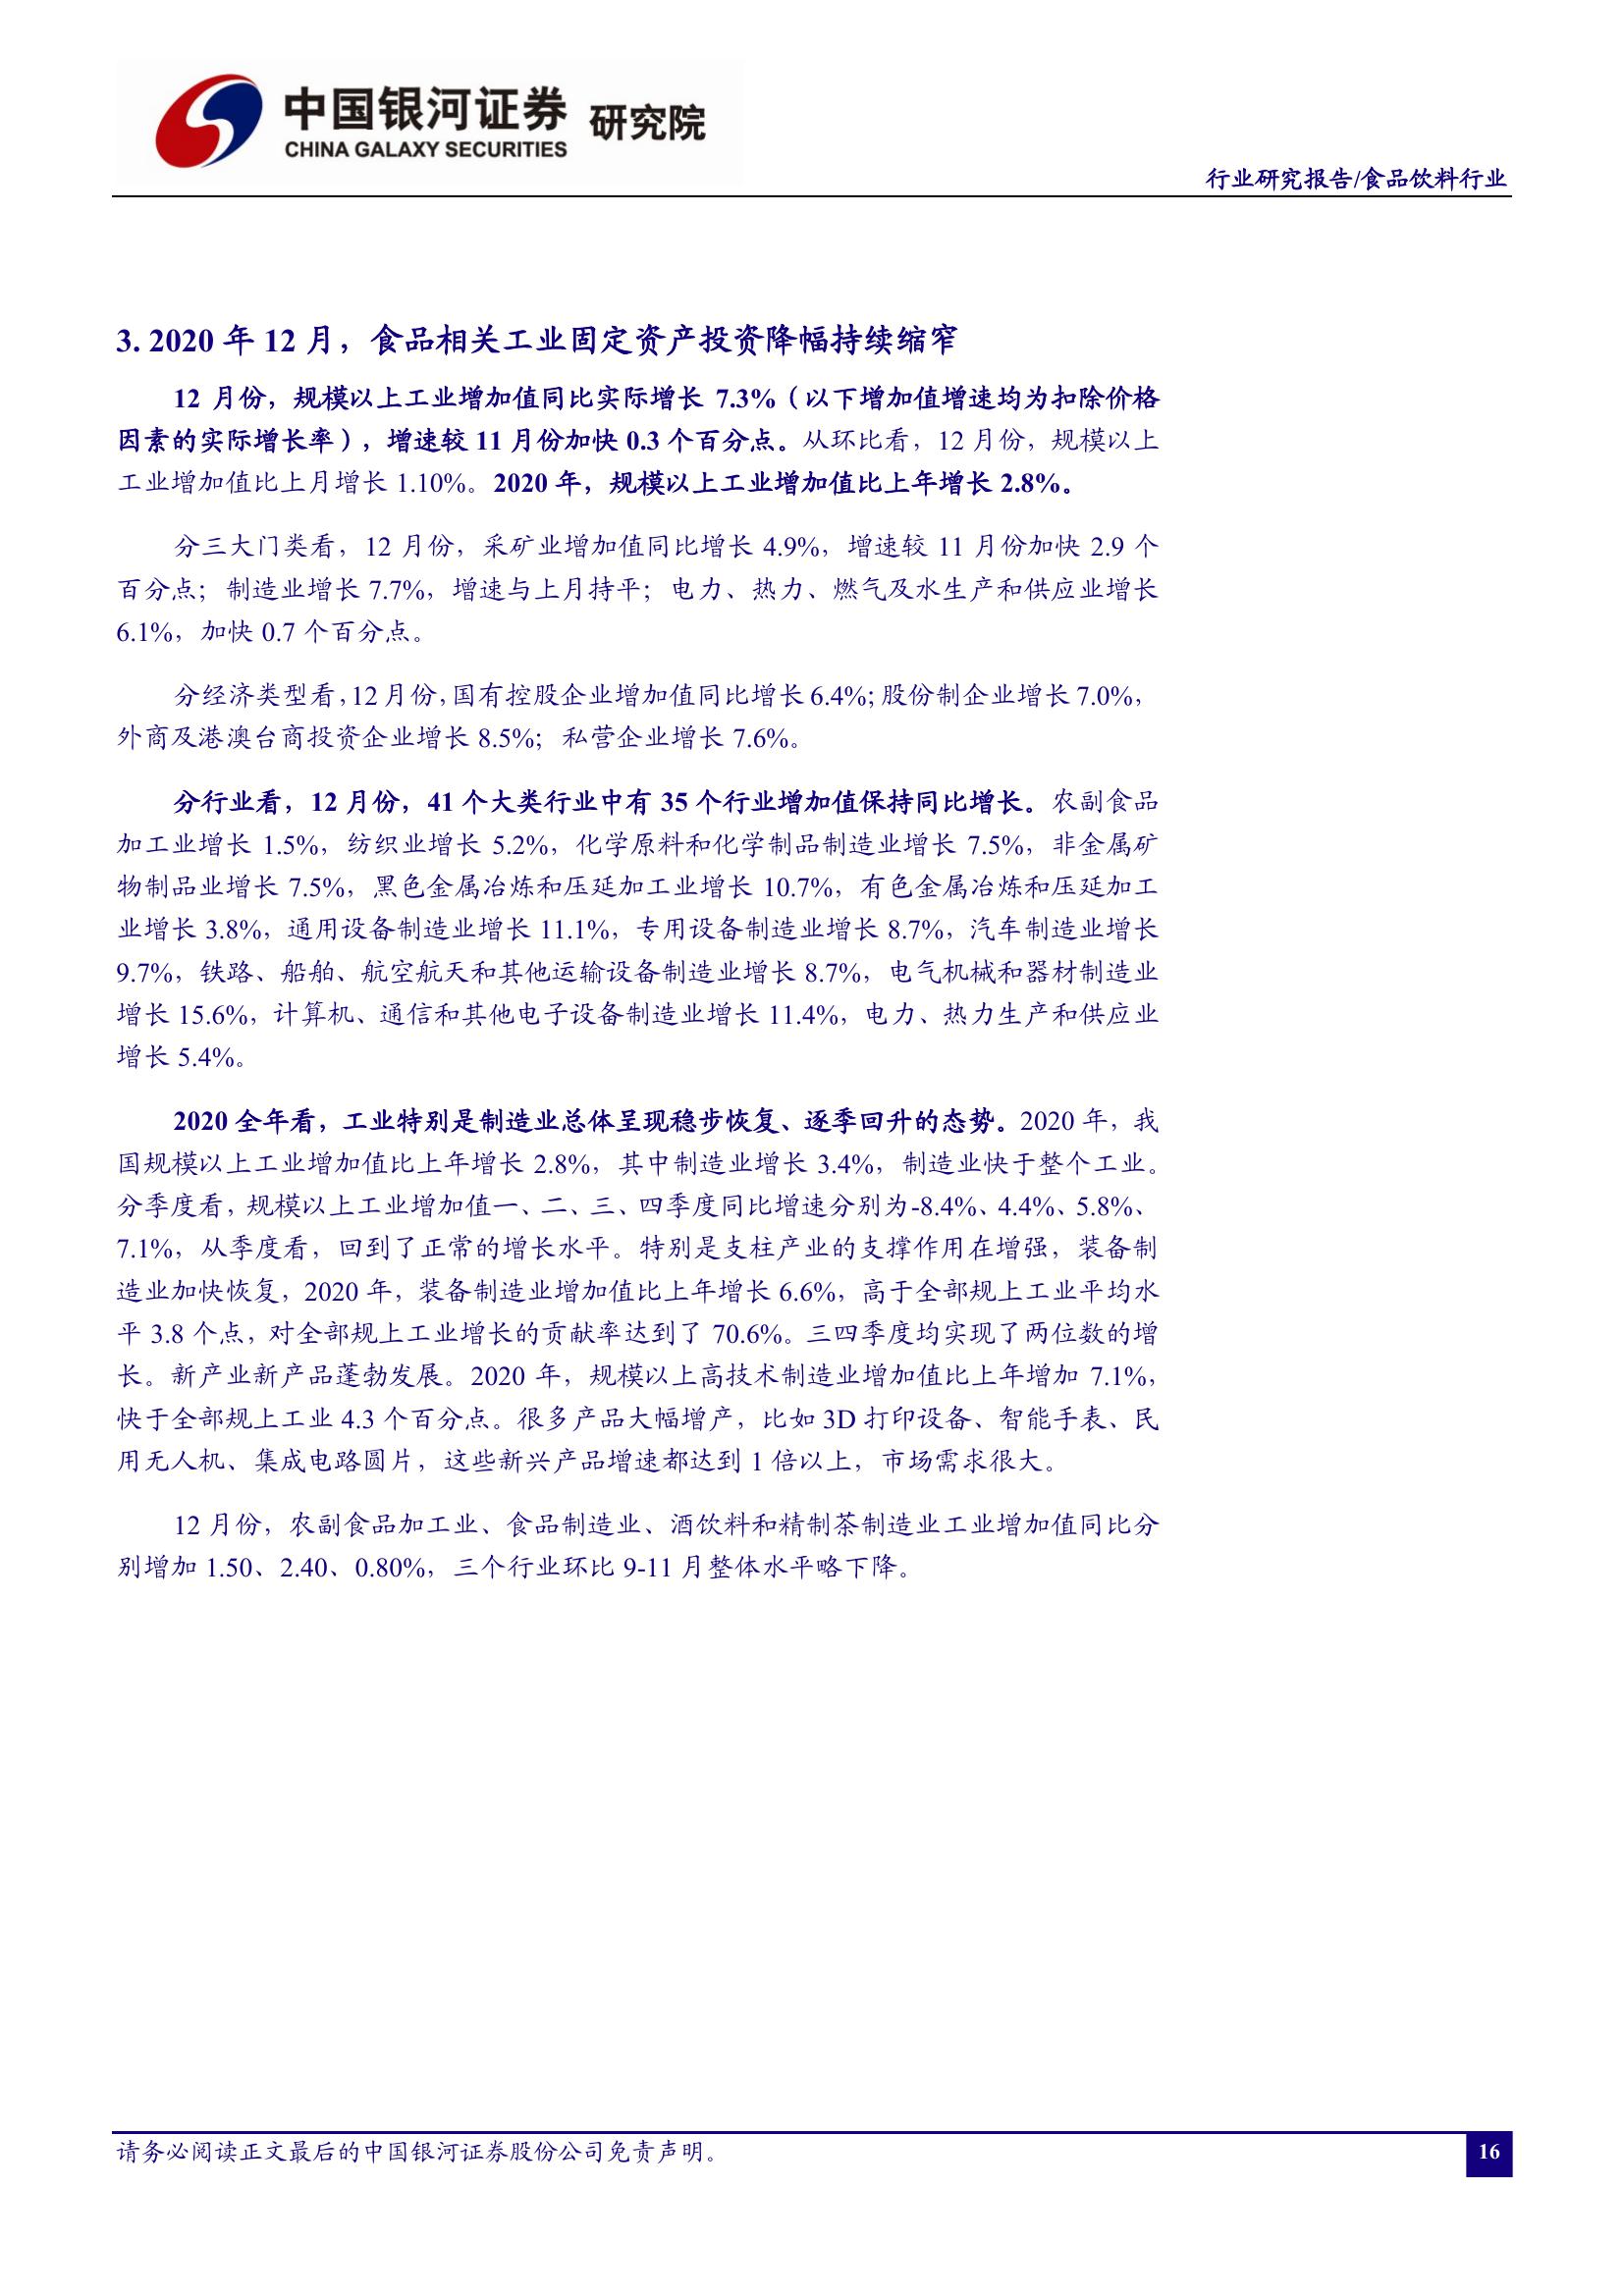 中国银河证券 研究院
CHINA GALAXY SECURITIES
行业研究报告/食品饮料行业
3. 2020 年 12 月，食品相关工业固定资产投资降幅持续缩窄
12 月份，规模以上工业增加值同比实际增长 7.3%（以下增加值增速均为扣除价格
因素的实际增长率），增速较 11 月份加快 0.3 个百分点。从环比看，12 月份，规模以上
工业增加值比上月增长 1.10%。2020 年，规模以上工业增加值比上年增长 2.8%。
分三大门类看，12 月份，采矿业增加值同比增长 4.9%，增速较 11 月份加快 2.9 个
百分点；制造业增长 7.7%，增速与上月持平；电力、热力、燃气及水生产和供应业增长
6.1%，加快 0.7 个百分点。
分经济类型看，12 月份，国有控股企业增加值同比增长 6.4%；股份制企业增长 7.0%，
外商及港澳台商投资企业增长 8.5%；私营企业增长 7.6%。
分行业看，12 月份，41 个大类行业中有 35 个行业增加值保持同比增长。农副食品
加工业增长 1.5%，纺织业增长 5.2%，化学原料和化学制品制造业增长 7.5%，非金属矿
物制品业增长 7.5%，黑色金属冶炼和压延加工业增长 10.7%，有色金属冶炼和压延加工
业增长 3.8%，通用设备制造业增长 11.1%，专用设备制造业增长 8.7%，汽车制造业增长
9.7%，铁路、船舶、航空航天和其他运输设备制造业增长 8.7%，电气机械和器材制造业
增长 15.6%，计算机、通信和其他电子设备制造业增长 11.4%，电力、热力生产和供应业
增长 5.4%。
2020 全年看，工业特别是制造业总体呈现稳步恢复、逐季回升的态势。2020 年，我
国规模以上工业增加值比上年增长 2.8%，其中制造业增长 3.4%，制造业快于整个工业。
分季度看，规模以上工业增加值一、二、三、四季度同比增速分别为-8.4%、4.4%、5.8%、
7.1%，从季度看，回到了正常的增长水平。特别是支柱产业的支撑作用在增强，装备制
造业加快恢复，2020 年，装备制造业增加值比上年增长 6.6%，高于全部规上工业平均水
平 3.8 个点，对全部规上工业增长的贡献率达到了 70.6%。三四季度均实现了两位数的增
长。新产业新产品蓬勃发展。2020 年，规模以上高技术制造业增加值比上年增加 7.1%，
快于全部规上工业 4.3 个百分点。很多产品大幅增产，比如 3D 打印设备、智能手表、民
用无人机、集成电路圆片，这些新兴产品增速都达到 1 倍以上，市场需求很大。
12 月份，农副食品加工业、食品制造业、酒饮料和精制茶制造业工业增加值同比分
别增加 1.50、2.40、0.80%，三个行业环比 9-11 月整体水平略下降。
请务必阅读正文最后的中国银河证券股份公司免责声明。
16